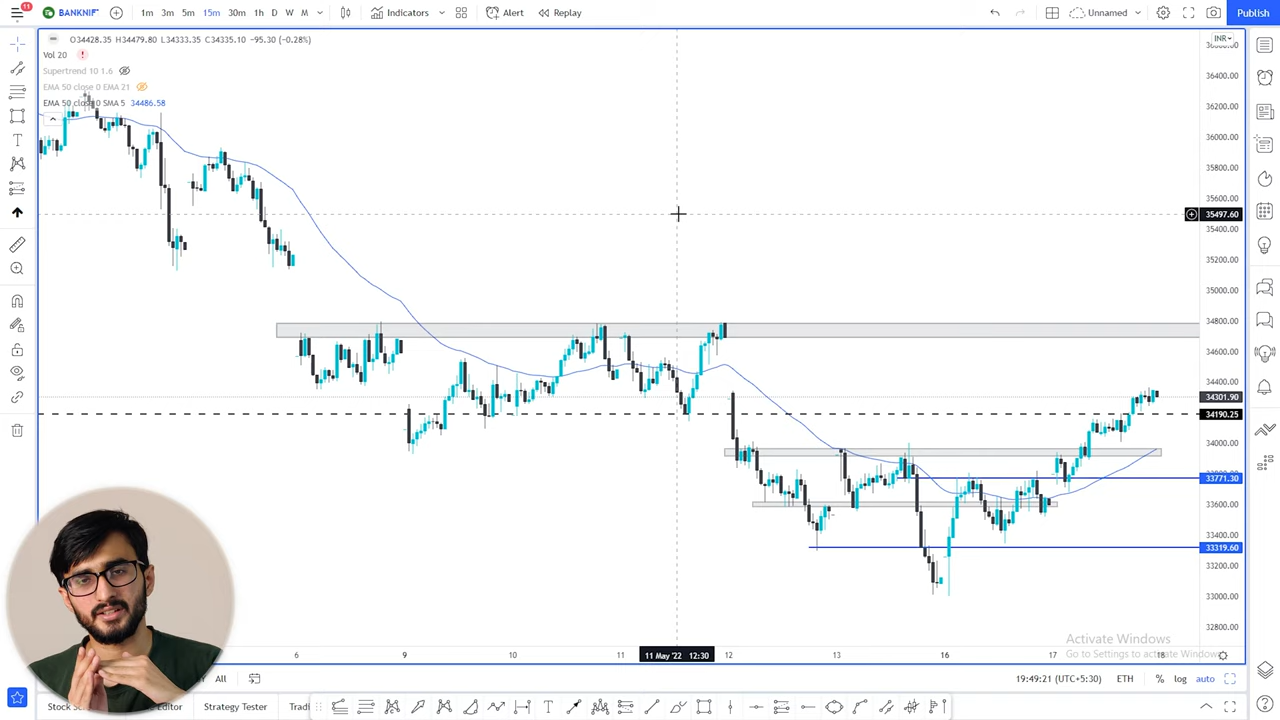 11
BANKNIF 1m 3m 5m 15m 30m 1h D W M Indicators Alert Replay Unnamed Publish
O34428.35 H34479.80 L34333.35 C34335.10 -95.30 (-0.28%)
INR
Vol 20
Supertrend 10 1.6
EMA 50 close 0 EMA 21
EMA 50 close 0 SMA 5 34486.58
36400.00
36200.00
36000.00
35800.00
35600.00
35497.60
35400.00
35200.00
35000.00
34800.00
34600.00
34400.00
34301.90
34190.25
34000.00
33771.30
33600.00
33400.00
33319.60
33200.00
33000.00
32800.00
Activate Windows
Go to Settings to activate Windows.
6 9 10 11 11 May '22 12:30 12 13 16 17 18
All 19:49:21 (UTC+5:30) ETH % log auto
Stock Editor Strategy Tester Tradi